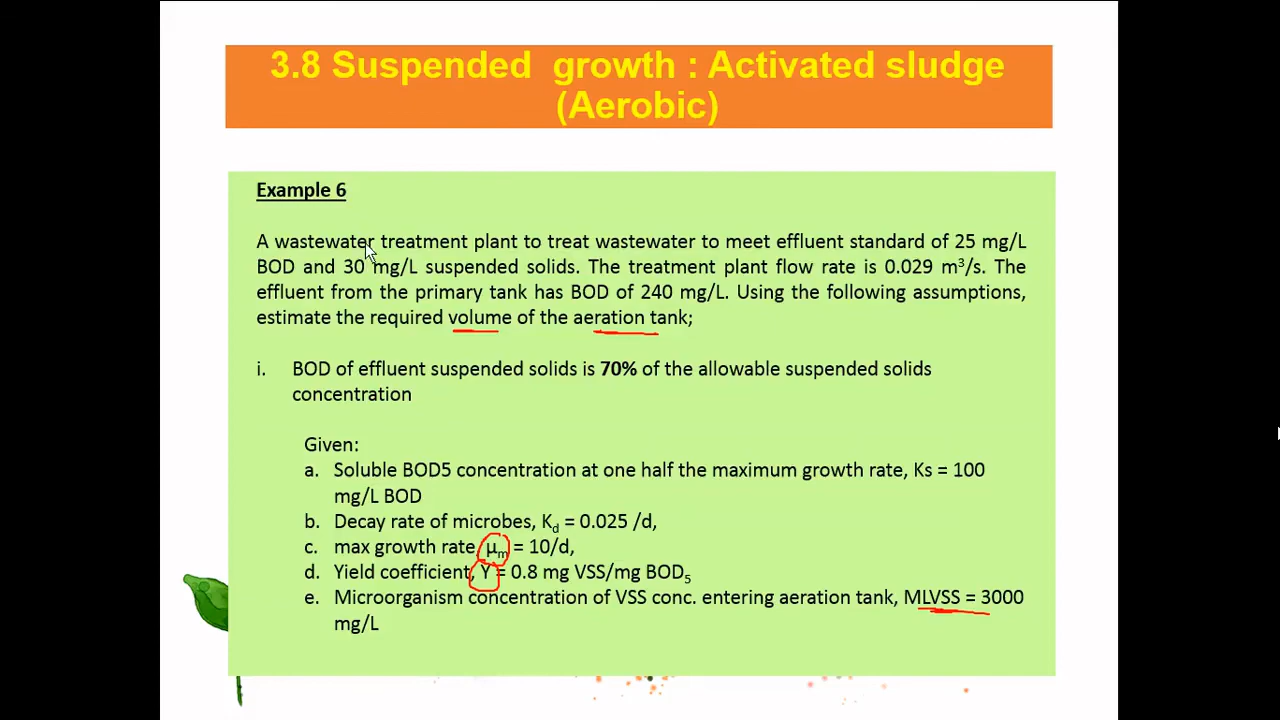 3.8 Suspended growth : Activated sludge
(Aerobic)
Example 6
A wastewater treatment plant to treat wastewater to meet effluent standard of 25 mg/L
BOD and 30 mg/L suspended solids. The treatment plant flow rate is 0.029 m³/s. The
effluent from the primary tank has BOD of 240 mg/L. Using the following assumptions,
estimate the required volume of the aeration tank;
i. BOD of effluent suspended solids is 70% of the allowable suspended solids
concentration
Given:
a. Soluble BOD5 concentration at one half the maximum growth rate, Ks = 100
mg/L BOD
b. Decay rate of microbes, Kd = 0.025 /d,
c. max growth rate, μm = 10/d,
d. Yield coefficient, Y = 0.8 mg VSS/mg BOD₅
e. Microorganism concentration of VSS conc. entering aeration tank, MLVSS = 3000
mg/L